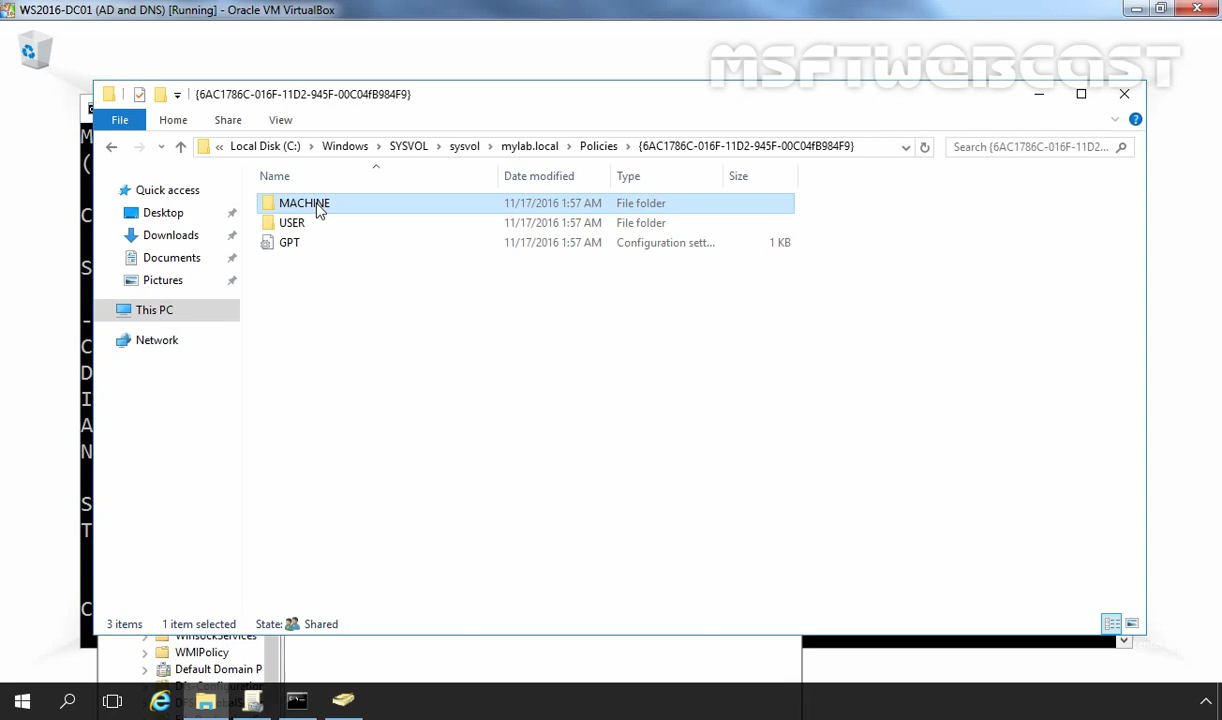 WS2016-DC01 (AD and DNS) [Running] - Oracle VM VirtualBox
MSFTWEBCAST
{6AC1786C-016F-11D2-945F-00C04fB984F9}
File Home Share View
« Local Disk (C:) › Windows › SYSVOL › sysvol › mylab.local › Policies › {6AC1786C-016F-11D2-945F-00C04fB984F9}
Search {6AC1786C-016F-11D2...
Name Date modified Type Size
Quick access
Desktop
Downloads
Documents
Pictures
This PC
Network
MACHINE 11/17/2016 1:57 AM File folder
USER 11/17/2016 1:57 AM File folder
GPT 11/17/2016 1:57 AM Configuration sett... 1 KB
M
(
C
S
-
C
D
I
A
N
S
T
C
3 items 1 item selected State: Shared
WinsockServices
WMIPolicy
Default Domain P
Dfs-Configuration